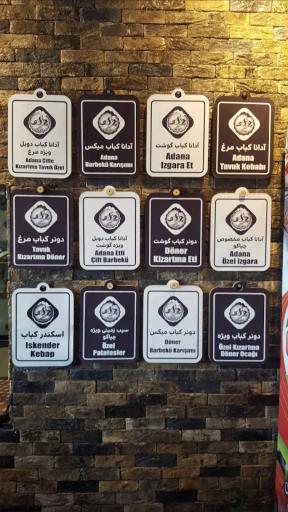 آدانا کباب دوبل
ویژه مرغ
Adana Çifte
Kızartma Tavuk Özel
آدانا کباب میکس
Adana
Barbekü Karışımı
آدانا کباب گوشت
Adana
Izgara Et
آدانا کباب مرغ
Adana
Tavuk Kebabı
دونر کباب مرغ
Tavuk
Kızartma Döner
آدانا کباب دوبل
ویژه گوشت
Adana Etli
Çift Barbekü
دونر کباب گوشت
Döner
Kizartma Etl
آدانا کباب مخصوص
چیاکو
Adana
Özel Izgara
اسکندر کباب
Iskender
Kebap
سیب زمینی ویژه
چیاکو
Özel
Patatesler
دونر کباب میکس
Döner
Barbekü Karışımı
دونر کباب ویژه
Özel Kızartma
Döner Ocağı